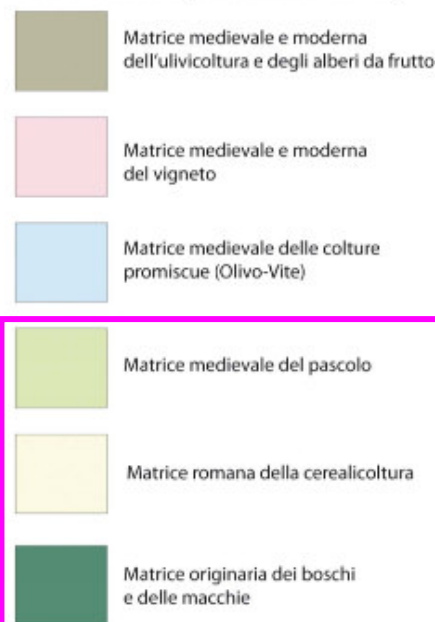 Matrice medievale e moderna
dell'ulivicoltura e degli alberi da frutto
Matrice medievale e moderna
del vigneto
Matrice medievale delle colture
promiscue (Olivo-Vite)
Matrice medievale del pascolo
Matrice romana della cerealicoltura
Matrice originaria dei boschi
e delle macchie